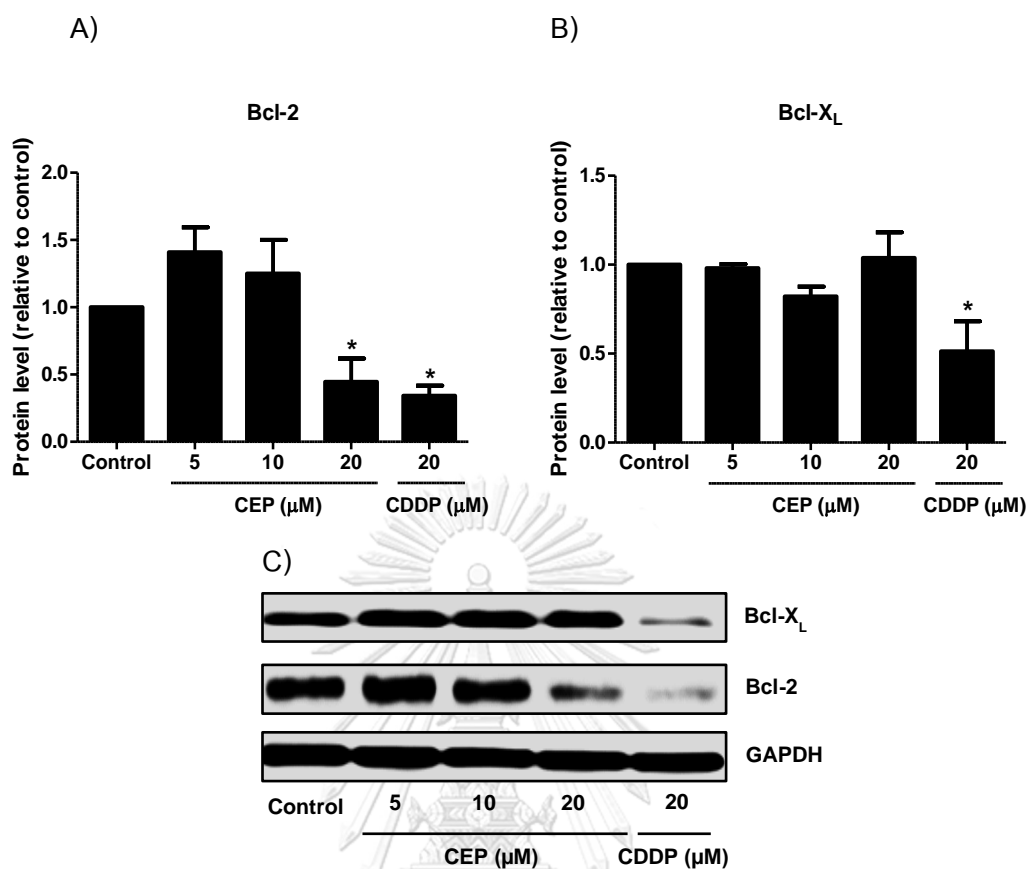 A)
Bcl-2
Protein level (relative to control)
2.0
1.5
1.0
0.5
0.0
*
*
Control 5 10 20 20
CEP (µM) CDDP (µM)
B)
Bcl-XL
Protein level (relative to control)
1.5
1.0
0.5
0.0
*
Control 5 10 20 20
CEP (µM) CDDP (µM)
C)
Bcl-XL
Bcl-2
GAPDH
Control 5 10 20 20
CEP (µM) CDDP (µM)